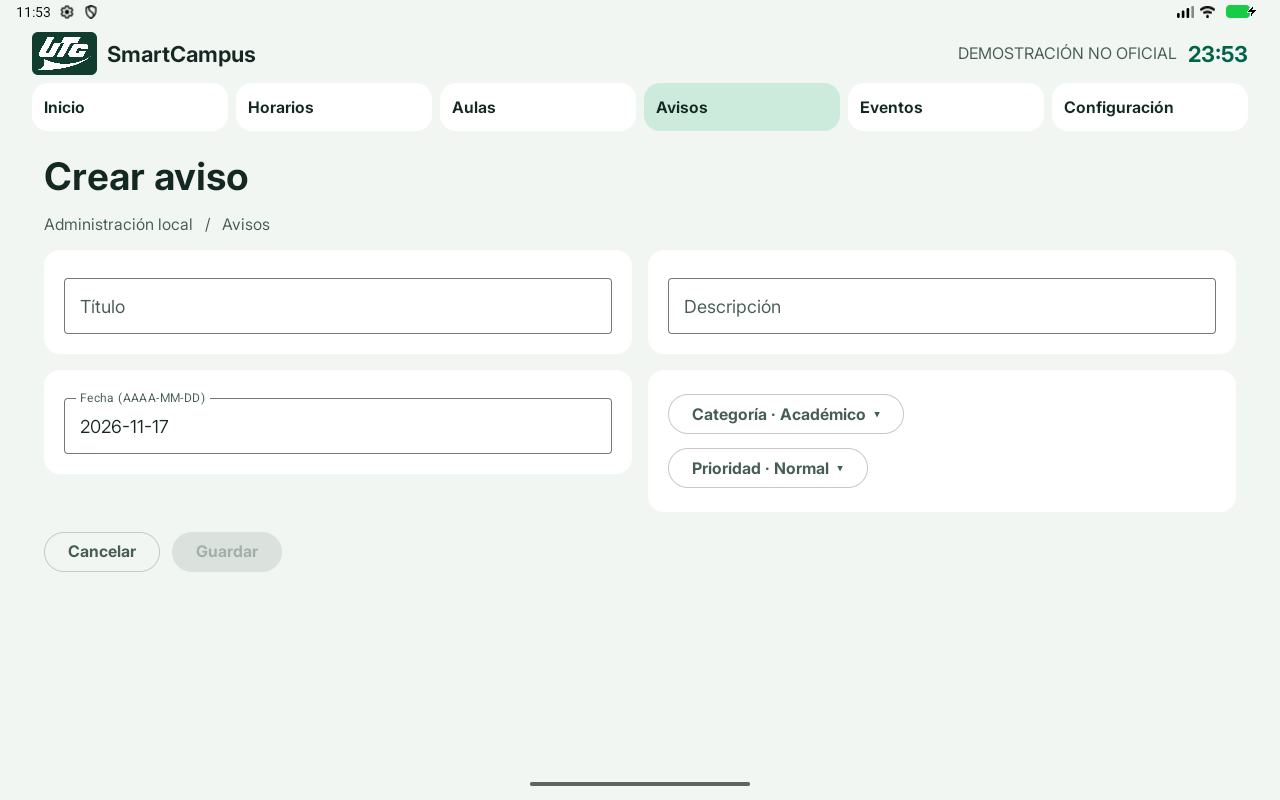 11:53
UTC SmartCampus
DEMOSTRACIÓN NO OFICIAL 23:53
Inicio Horarios Aulas Avisos Eventos Configuración
Crear aviso
Administración local / Avisos
Título
Descripción
Fecha (AAAA-MM-DD)
2026-11-17
Categoría · Académico ▾
Prioridad · Normal ▾
Cancelar Guardar